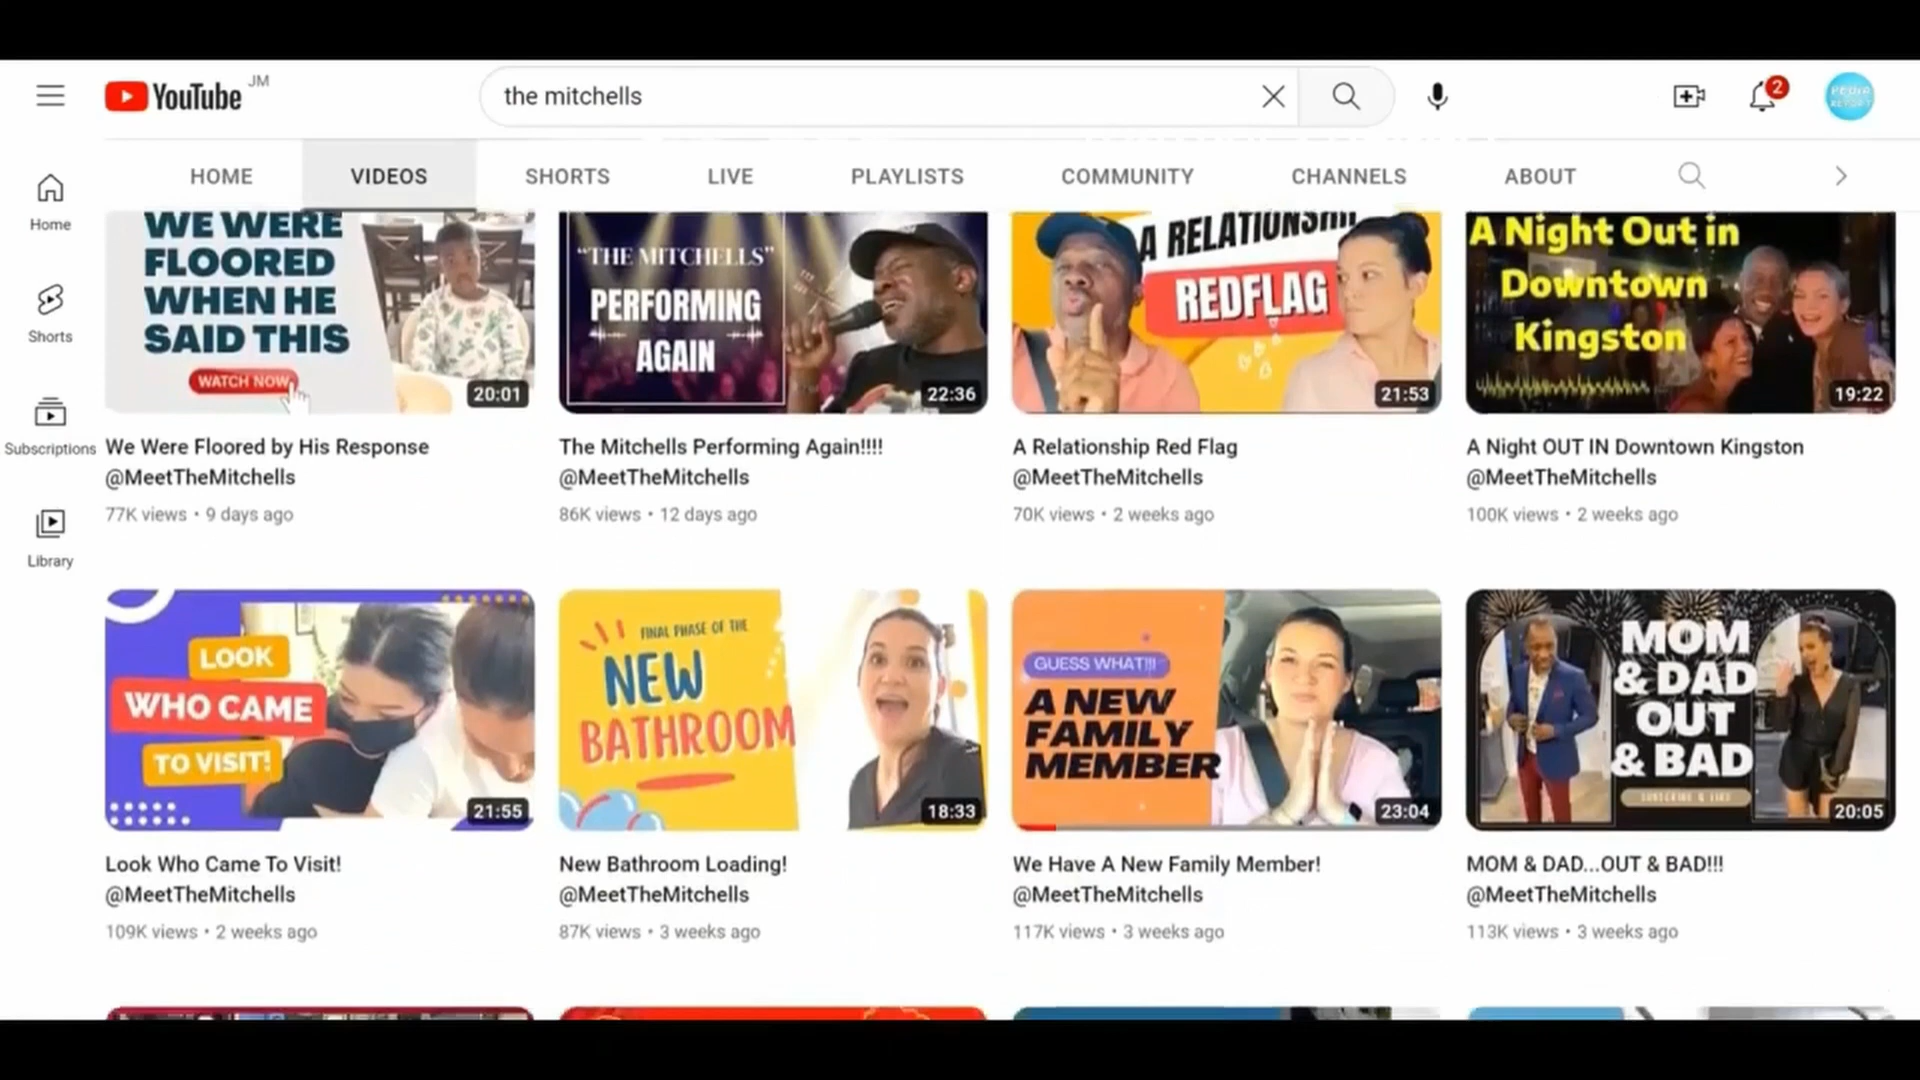 YouTube JM
the mitchells
2
HOME VIDEOS SHORTS LIVE PLAYLISTS COMMUNITY CHANNELS ABOUT
Home
Shorts
Subscriptions
Library
WE WERE
FLOORED
WHEN HE
SAID THIS
WATCH NOW
20:01
We Were Floored by His Response
@MeetTheMitchells
77K views • 9 days ago
"THE MITCHELLS"
PERFORMING
AGAIN
22:36
The Mitchells Performing Again!!!!
@MeetTheMitchells
86K views • 12 days ago
A RELATIONSHIP
REDFLAG
21:53
A Relationship Red Flag
@MeetTheMitchells
70K views • 2 weeks ago
A Night Out in
Downtown
Kingston
19:22
A Night OUT IN Downtown Kingston
@MeetTheMitchells
100K views • 2 weeks ago
LOOK
WHO CAME
TO VISIT!
21:55
Look Who Came To Visit!
@MeetTheMitchells
109K views • 2 weeks ago
FINAL PHASE OF THE
NEW
BATHROOM
18:33
New Bathroom Loading!
@MeetTheMitchells
87K views • 3 weeks ago
GUESS WHAT!!!
A NEW
FAMILY
MEMBER
23:04
We Have A New Family Member!
@MeetTheMitchells
117K views • 3 weeks ago
MOM
& DAD
OUT
& BAD
SUBSCRIBE & LIKE
20:05
MOM & DAD...OUT & BAD!!!
@MeetTheMitchells
113K views • 3 weeks ago